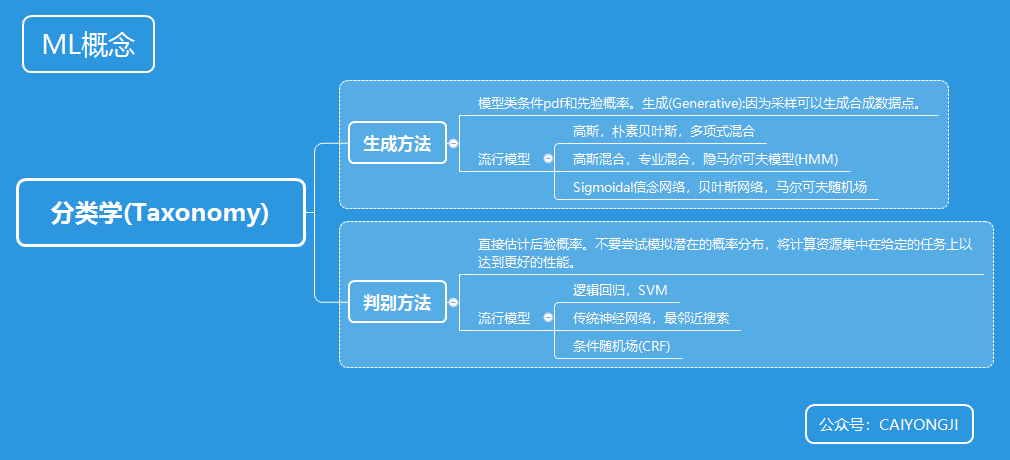 ML概念
分类学(Taxonomy)
生成方法
模型类条件pdf和先验概率。生成(Generative):因为采样可以生成合成数据点。
流行模型
高斯，朴素贝叶斯，多项式混合
高斯混合，专业混合，隐马尔可夫模型(HMM)
Sigmoidal信念网络，贝叶斯网络，马尔可夫随机场
判别方法
直接估计后验概率。不要尝试模拟潜在的概率分布，将计算资源集中在给定的任务上以
达到更好的性能。
流行模型
逻辑回归，SVM
传统神经网络，最邻近搜索
条件随机场(CRF)
公众号：CAIYONGJI